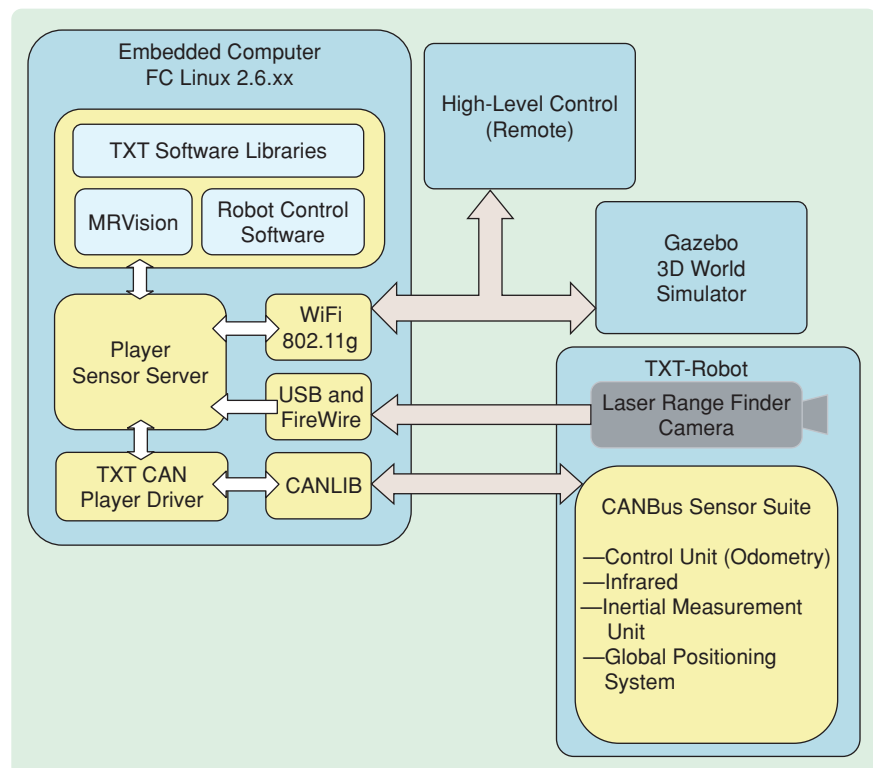 Embedded Computer
FC Linux 2.6.xx
TXT Software Libraries
MRVision
Robot Control
Software
Player
Sensor Server
WiFi
802.11g
USB and
FireWire
TXT CAN
Player Driver
CANLIB
High-Level Control
(Remote)
Gazebo
3D World
Simulator
TXT-Robot
Laser Range Finder
Camera
CANBus Sensor Suite
—Control Unit (Odometry)
—Infrared
—Inertial Measurement
Unit
—Global Positioning
System